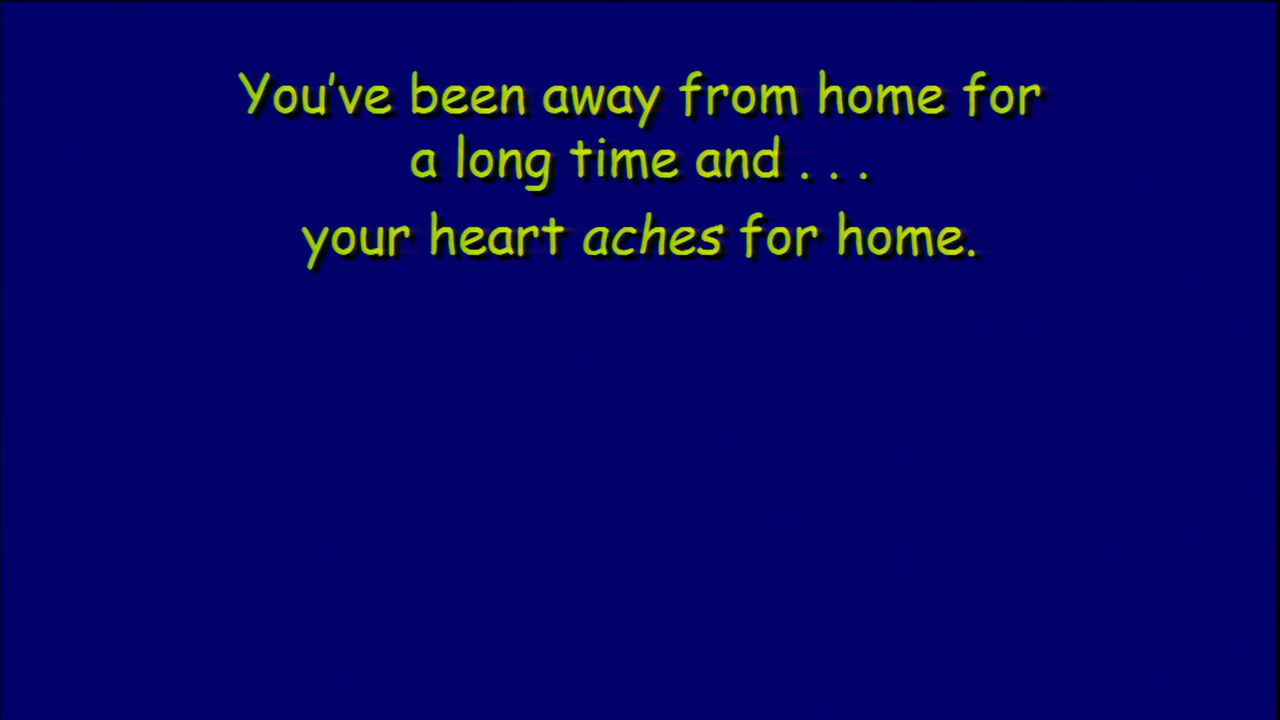 You've been away from home for
a long time and . . .
your heart aches for home.